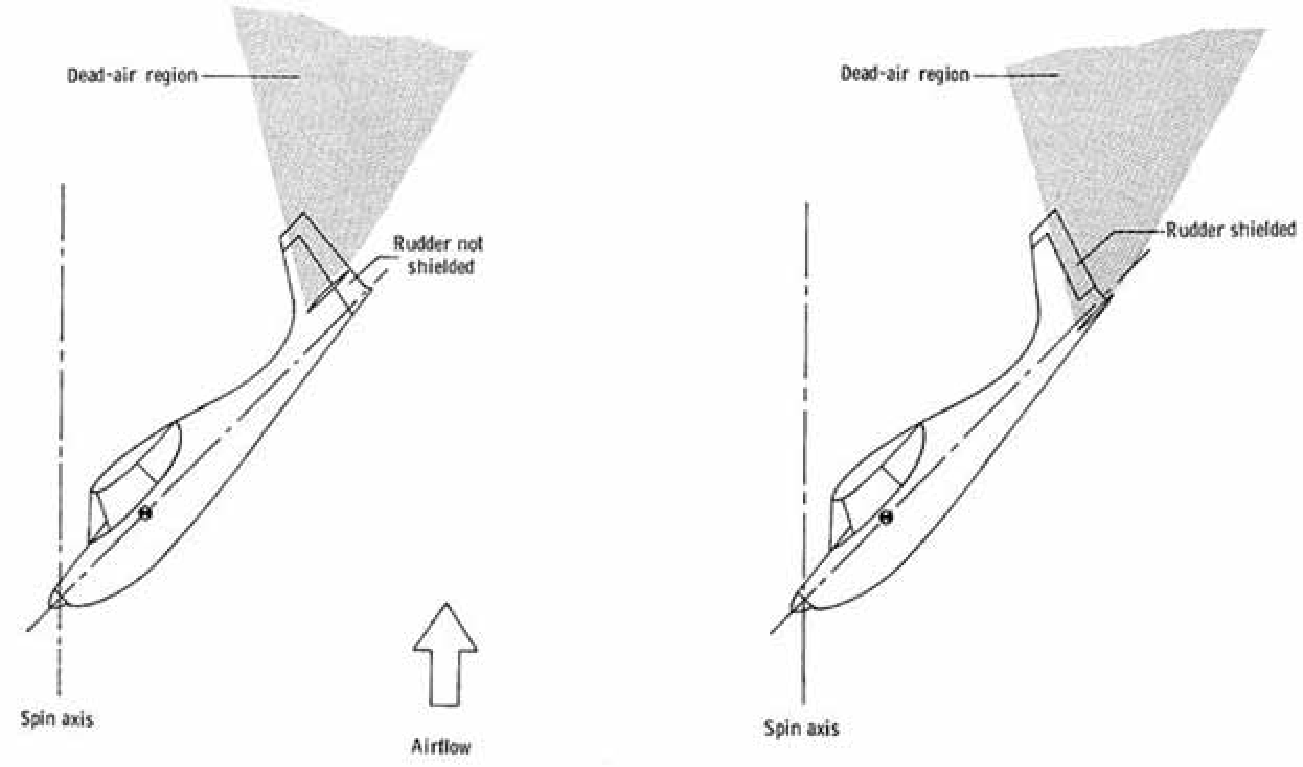 Dead-air region
Rudder not
shielded
Spin axis
Airflow
Dead-air region
Rudder shielded
Spin axis